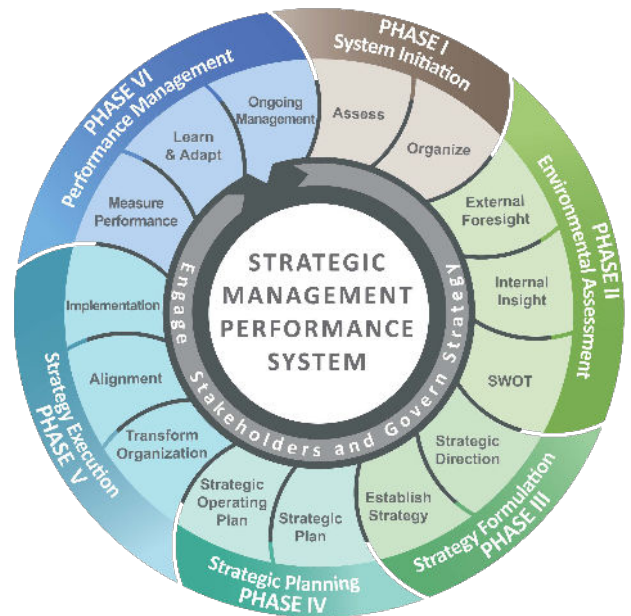 PHASE I
System Initiation
Assess
Organize
PHASE II
Environmental Assessment
External
Foresight
Internal
Insight
SWOT
Strategy Formulation
PHASE III
Strategic
Direction
Establish
Strategy
Strategic Planning
PHASE IV
Strategic
Plan
Strategic
Operating
Plan
Strategy Execution
PHASE V
Transform
Organization
Alignment
Implementation
PHASE VI
Performance Management
Measure
Performance
Learn
& Adapt
Ongoing
Management
Engage Stakeholders and Govern Strategy
STRATEGIC
MANAGEMENT
PERFORMANCE
SYSTEM